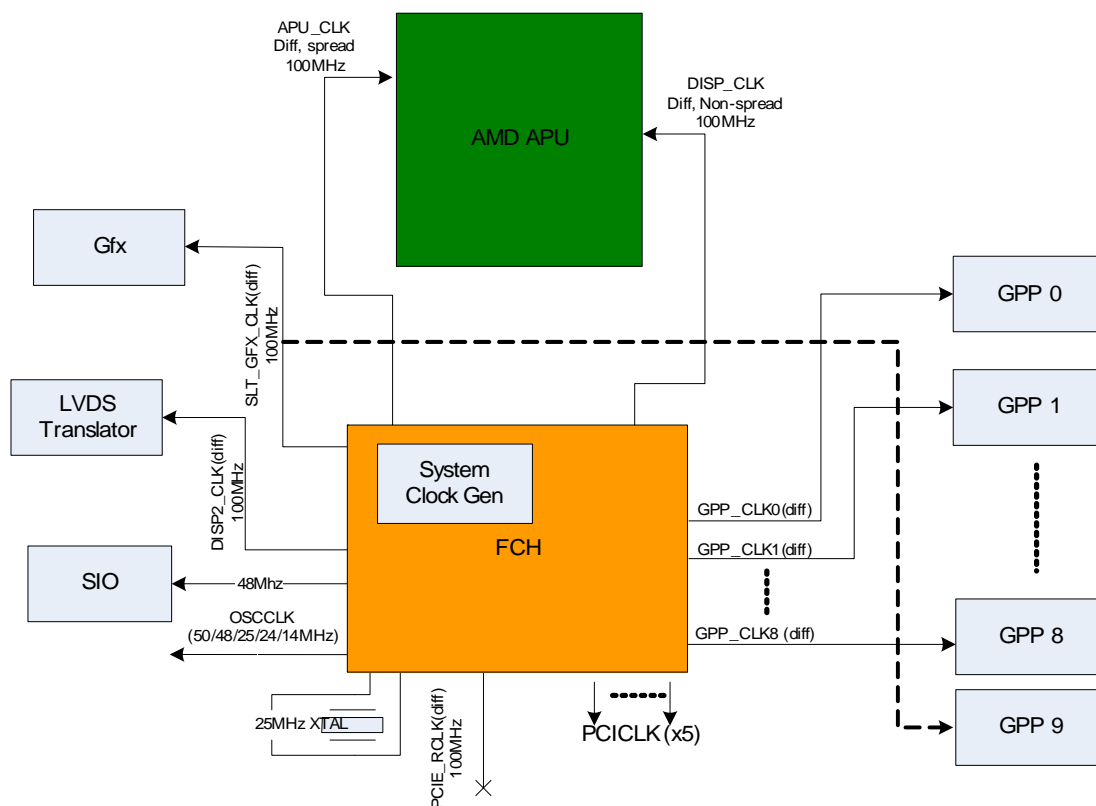 APU_CLK
Diff, spread
100MHz
DISP_CLK
Diff, Non-spread
100MHz
AMD APU
Gfx
SLT_GFX_CLK(diff)
100MHz
GPP 0
LVDS
Translator
DISP2_CLK(diff)
100MHz
GPP 1
System
Clock Gen
FCH
GPP_CLK0(diff)
GPP_CLK1(diff)
GPP_CLK8 (diff)
SIO
48Mhz
OSCCLK
(50/48/25/24/14MHz)
GPP 8
25MHz XTAL
PCIE_RCLK(diff)
100MHz
PCICLK (x5)
GPP 9